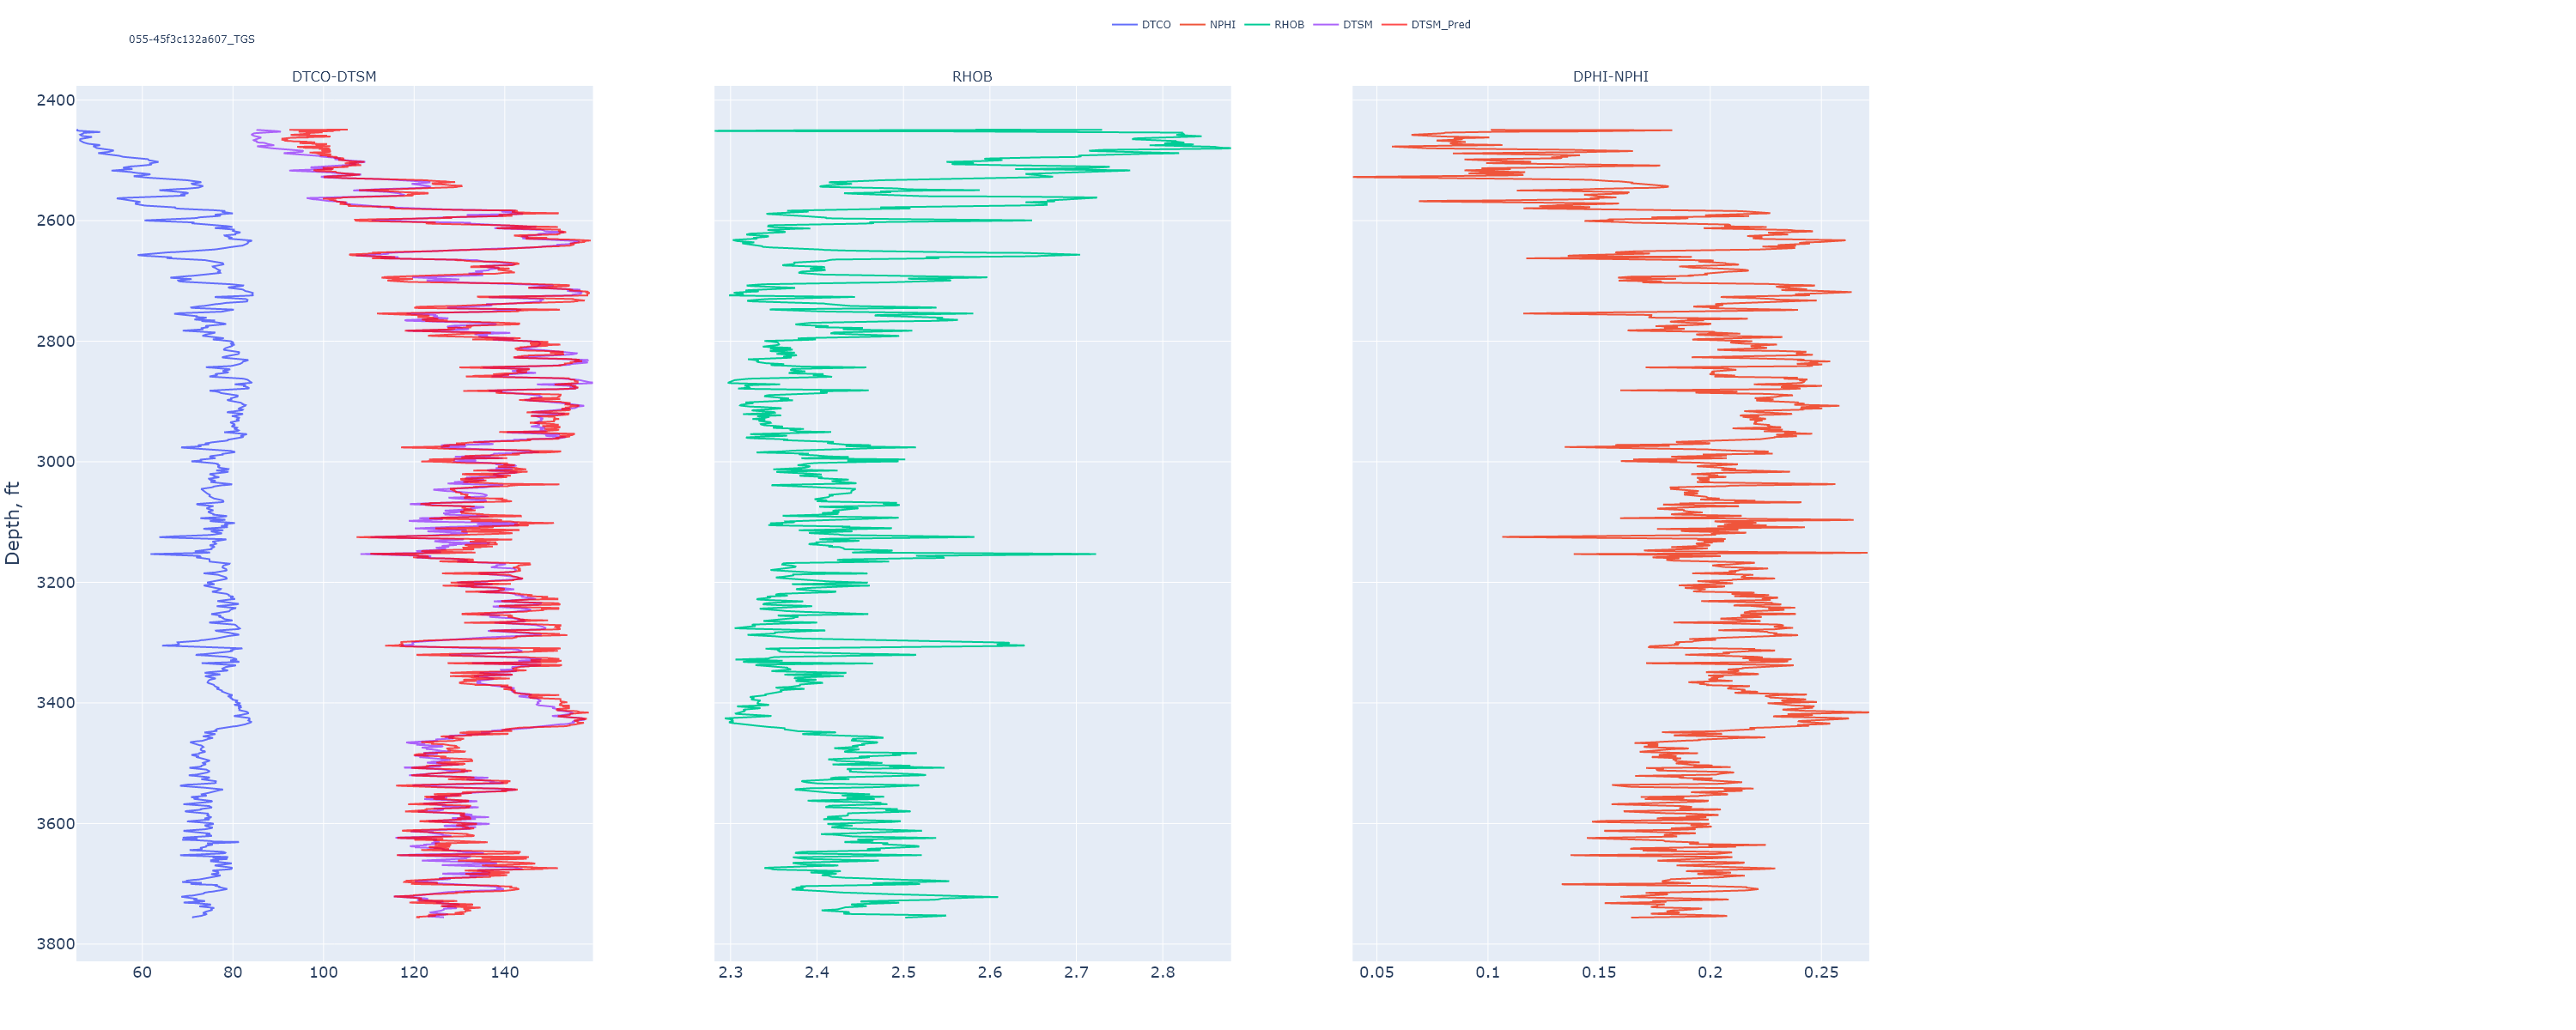 DTCO NPHI RHOB DTSM DTSM_Pred
055-45f3c132a607_TGS
DTCO-DTSM RHOB DPHI-NPHI
Depth, ft
2400
2600
2800
3000
3200
3400
3600
3800
60 80 100 120 140
2.3 2.4 2.5 2.6 2.7 2.8
0.05 0.1 0.15 0.2 0.25